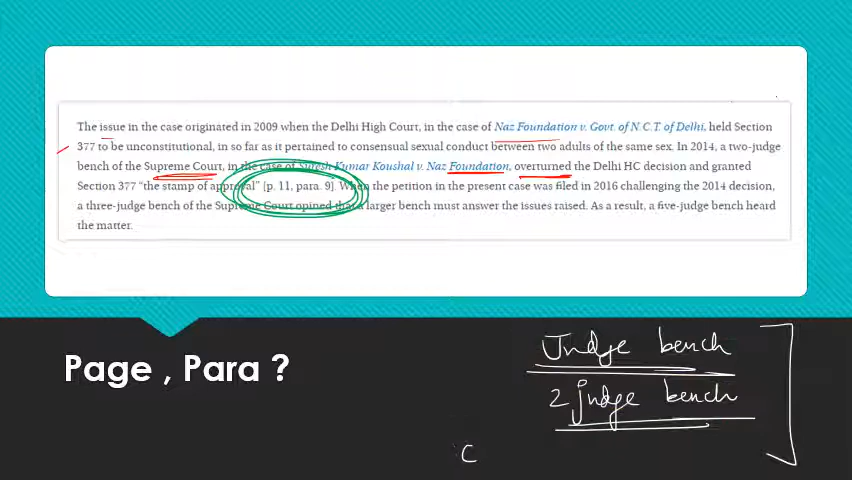 The issue in the case originated in 2009 when the Delhi High Court, in the case of Naz Foundation v. Govt. of N.C.T. of Delhi, held Section
377 to be unconstitutional, in so far as it pertained to consensual sexual conduct between two adults of the same sex. In 2014, a two-judge
bench of the Supreme Court, in the case of Suresh Kumar Koushal v. Naz Foundation, overturned the Delhi HC decision and granted
Section 377 “the stamp of approval” [p. 11, para. 9]. When the petition in the present case was filed in 2016 challenging the 2014 decision,
a three-judge bench of the Supreme Court opined that a larger bench must answer the issues raised. As a result, a five-judge bench heard
the matter.
Page , Para ?
Judge bench
2 judge bench
C